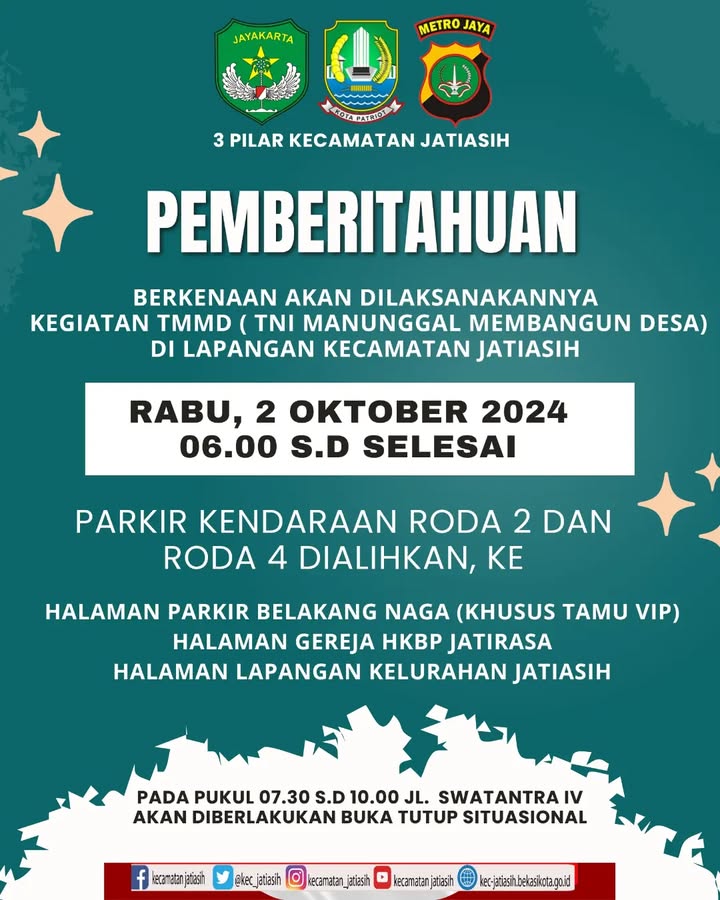 JAYAKARTA
KOTA PATRIOT
METRO JAYA
3 PILAR KECAMATAN JATIASIH
PEMBERITAHUAN
BERKENAAN AKAN DILAKSANAKANNYA
KEGIATAN TMMD ( TNI MANUNGGAL MEMBANGUN DESA)
DI LAPANGAN KECAMATAN JATIASIH
RABU, 2 OKTOBER 2024
06.00 S.D SELESAI
PARKIR KENDARAAN RODA 2 DAN
RODA 4 DIALIHKAN, KE
HALAMAN PARKIR BELAKANG NAGA (KHUSUS TAMU VIP)
HALAMAN GEREJA HKBP JATIRASA
HALAMAN LAPANGAN KELURAHAN JATIASIH
PADA PUKUL 07.30 S.D 10.00 JL. SWATANTRA IV
AKAN DIBERLAKUKAN BUKA TUTUP SITUASIONAL
kecamatan jatiasih @kec_jatiasih kecamatan_jatiasih kecamatan jatiasih kec-jatiasih.bekasikota.go.id